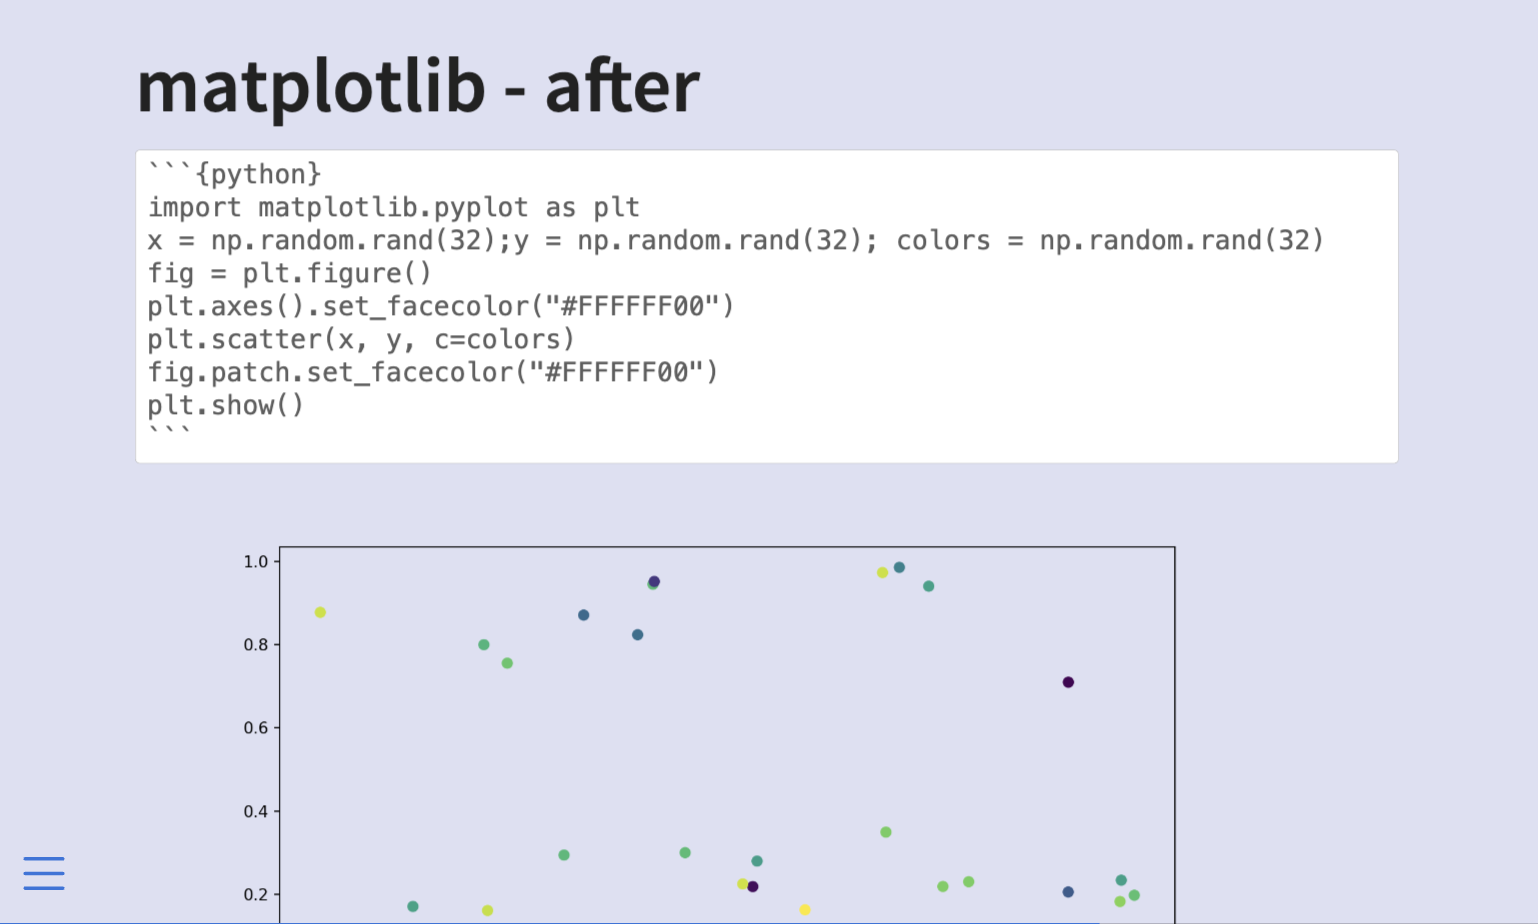 matplotlib - after
```{python}
import matplotlib.pyplot as plt
x = np.random.rand(32);y = np.random.rand(32); colors = np.random.rand(32)
fig = plt.figure()
plt.axes().set_facecolor("#FFFFFF00")
plt.scatter(x, y, c=colors)
fig.patch.set_facecolor("#FFFFFF00")
plt.show()
```
1.0
0.8
0.6
0.4
0.2